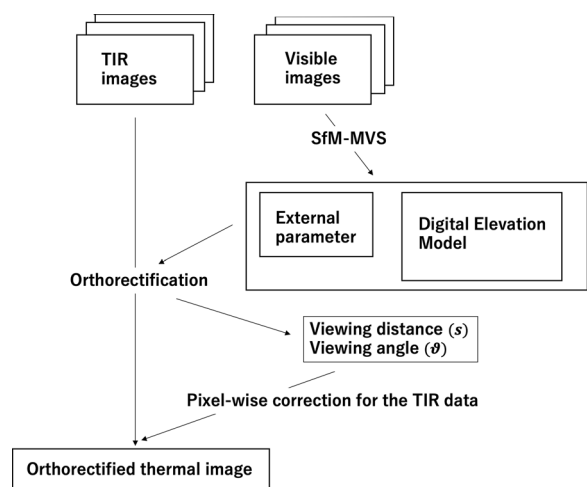 TIR
images
Visible
images
SfM-MVS
External
parameter
Digital Elevation
Model
Orthorectification
Viewing distance (s)
Viewing angle (ϑ)
Pixel-wise correction for the TIR data
Orthorectified thermal image